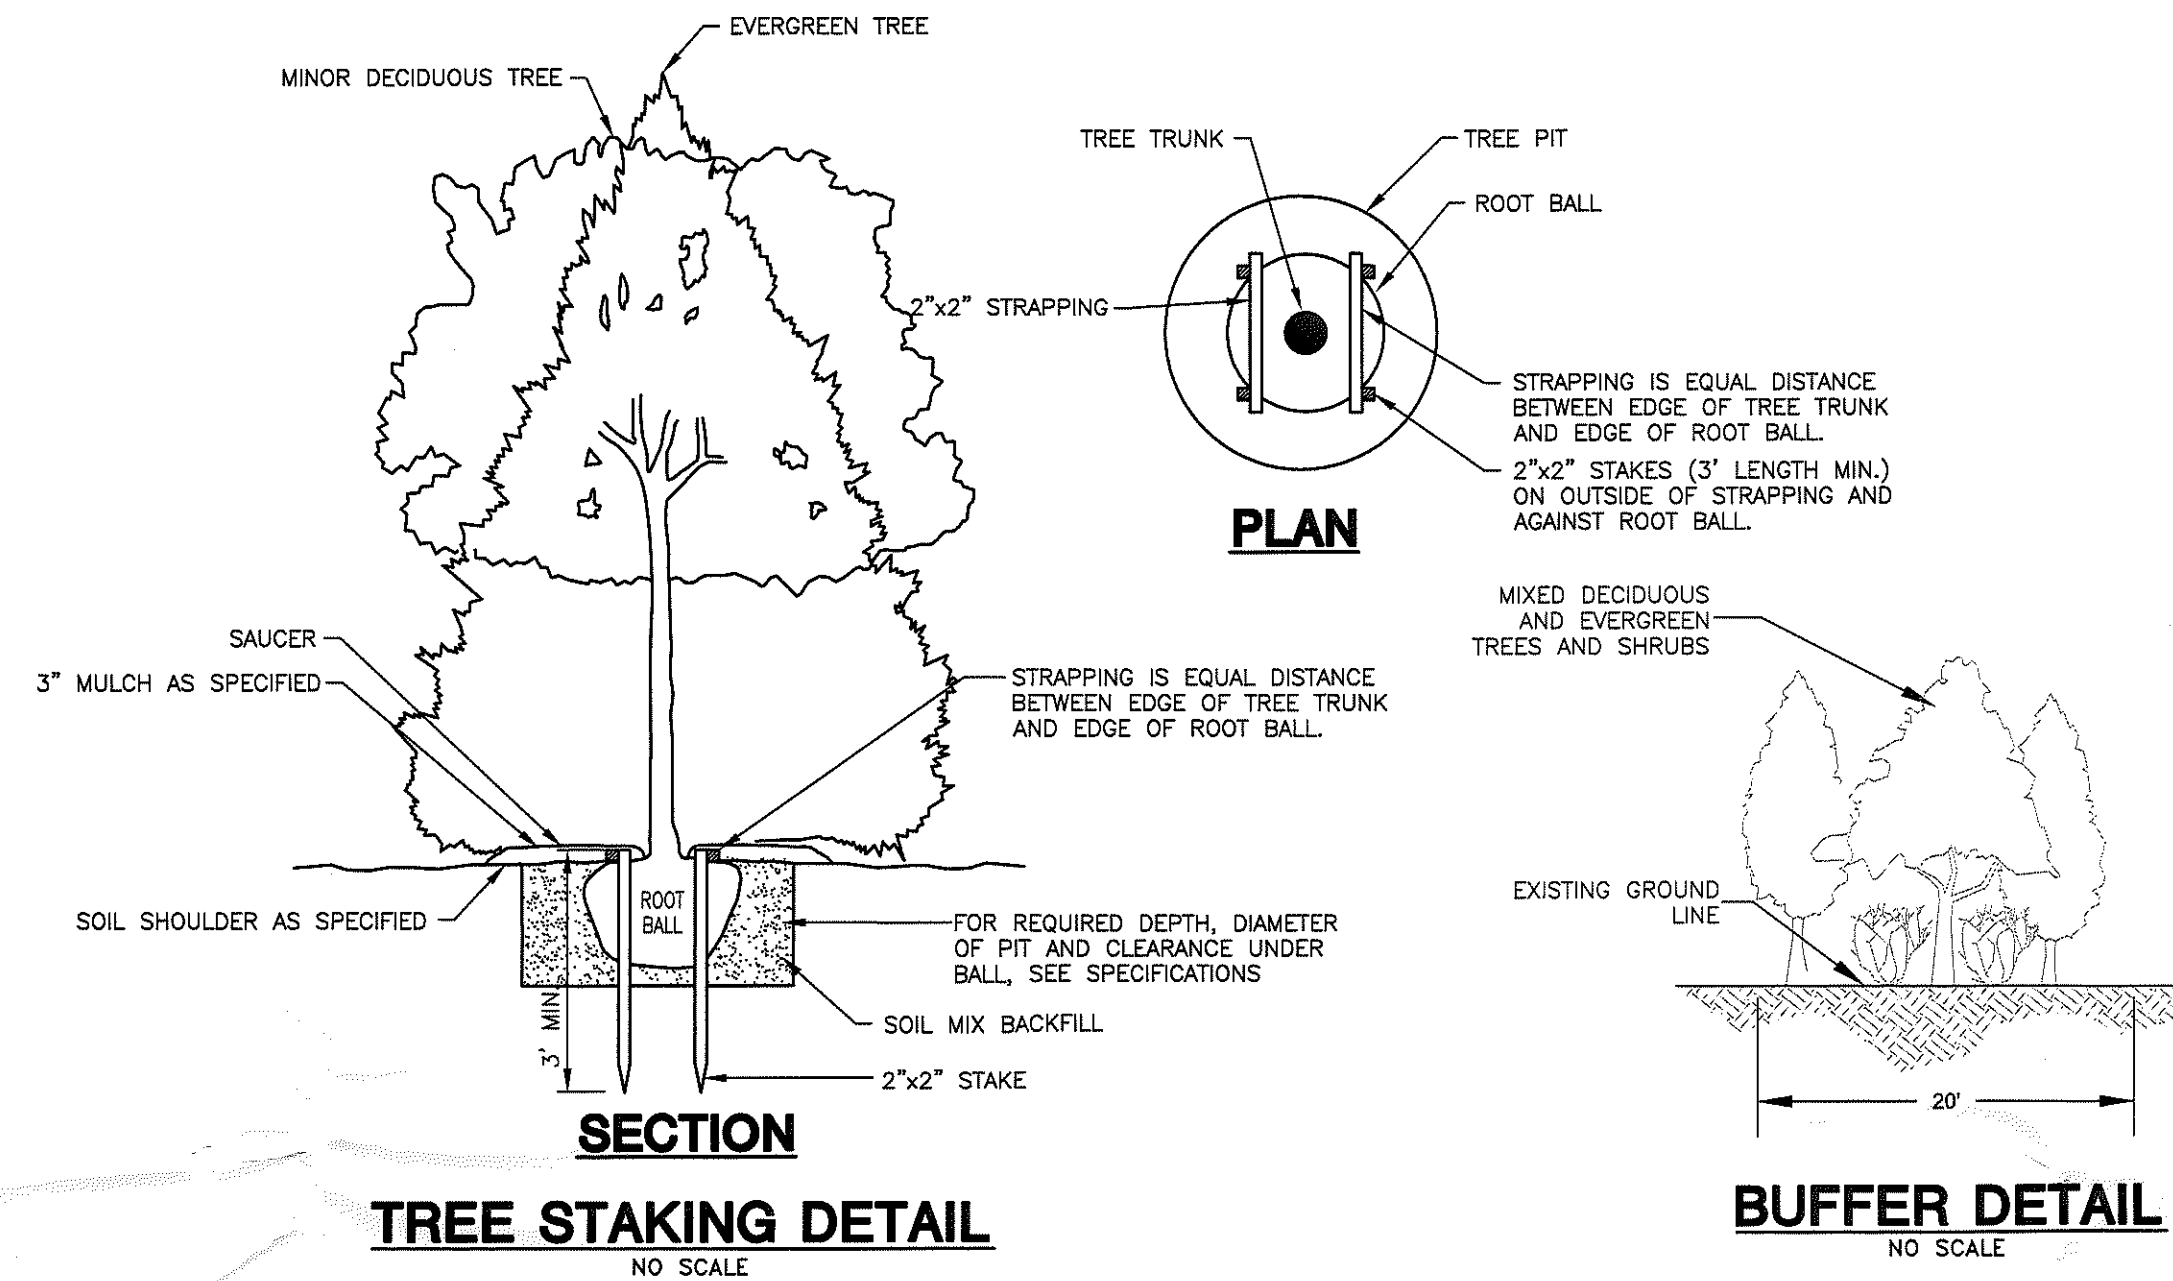 EVERGREEN TREE
MINOR DECIDUOUS TREE
SAUCER
3" MULCH AS SPECIFIED
STRAPPING IS EQUAL DISTANCE
BETWEEN EDGE OF TREE TRUNK
AND EDGE OF ROOT BALL.
ROOT
BALL
SOIL SHOULDER AS SPECIFIED
FOR REQUIRED DEPTH, DIAMETER
OF PIT AND CLEARANCE UNDER
BALL, SEE SPECIFICATIONS
3' MIN.
SOIL MIX BACKFILL
2"x2" STAKE
SECTION
TREE STAKING DETAIL
NO SCALE
TREE TRUNK
TREE PIT
ROOT BALL
2"x2" STRAPPING
STRAPPING IS EQUAL DISTANCE
BETWEEN EDGE OF TREE TRUNK
AND EDGE OF ROOT BALL.
2"x2" STAKES (3' LENGTH MIN.)
ON OUTSIDE OF STRAPPING AND
AGAINST ROOT BALL.
PLAN
MIXED DECIDUOUS
AND EVERGREEN
TREES AND SHRUBS
EXISTING GROUND
LINE
20'
BUFFER DETAIL
NO SCALE